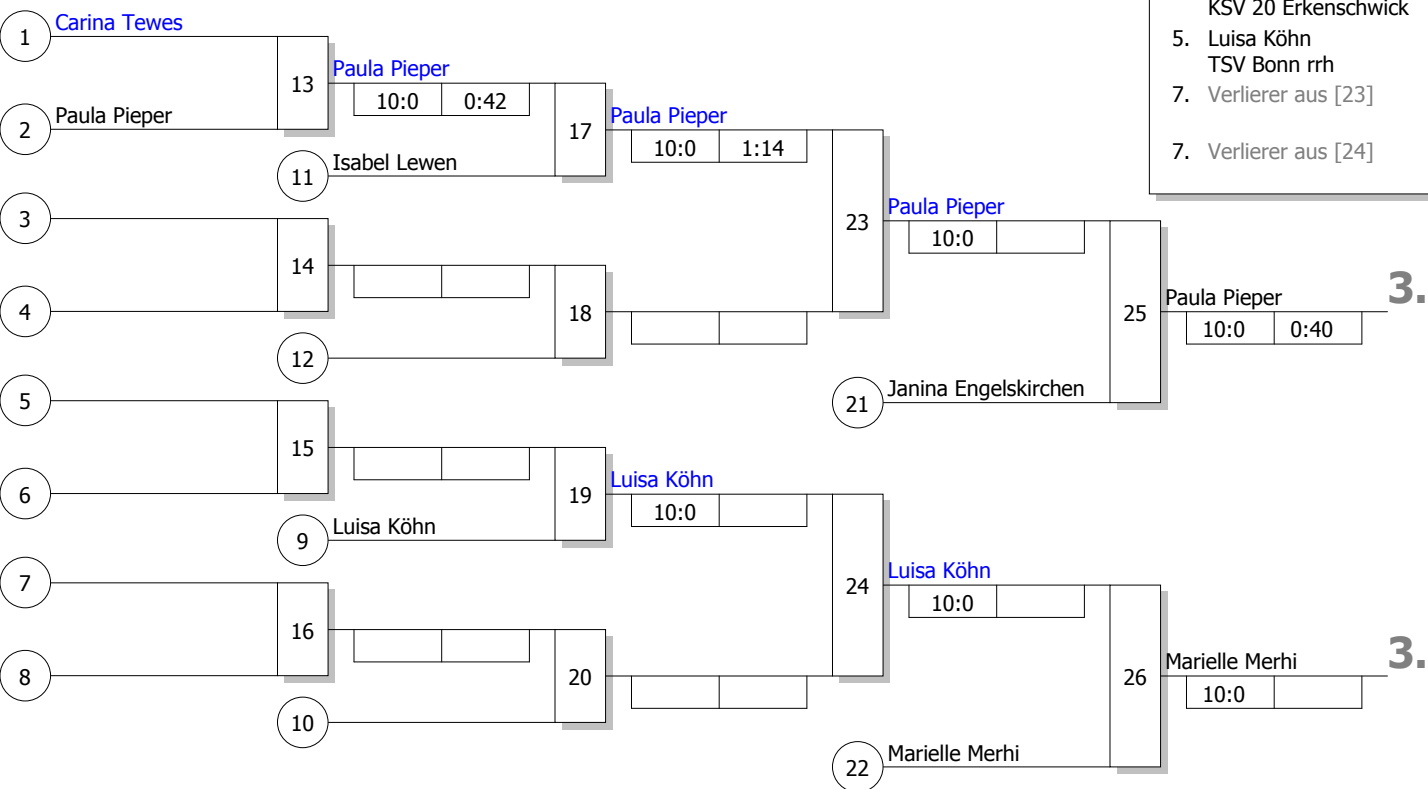 KSV 20 Erkenschwick
5. Luisa Köhn
TSV Bonn rrh
7. Verlierer aus [23]
7. Verlierer aus [24]
1 Carina Tewes
13 Paula Pieper
10:0 0:42
2 Paula Pieper
17 Paula Pieper
10:0 1:14
11 Isabel Lewen
3
14
4
18
12
23 Paula Pieper
10:0
25 Paula Pieper 3.
10:0 0:40
21 Janina Engelskirchen
5
15
6
19 Luisa Köhn
10:0
9 Luisa Köhn
7
16
8
20
10
24 Luisa Köhn
10:0
26 Marielle Merhi 3.
10:0
22 Marielle Merhi